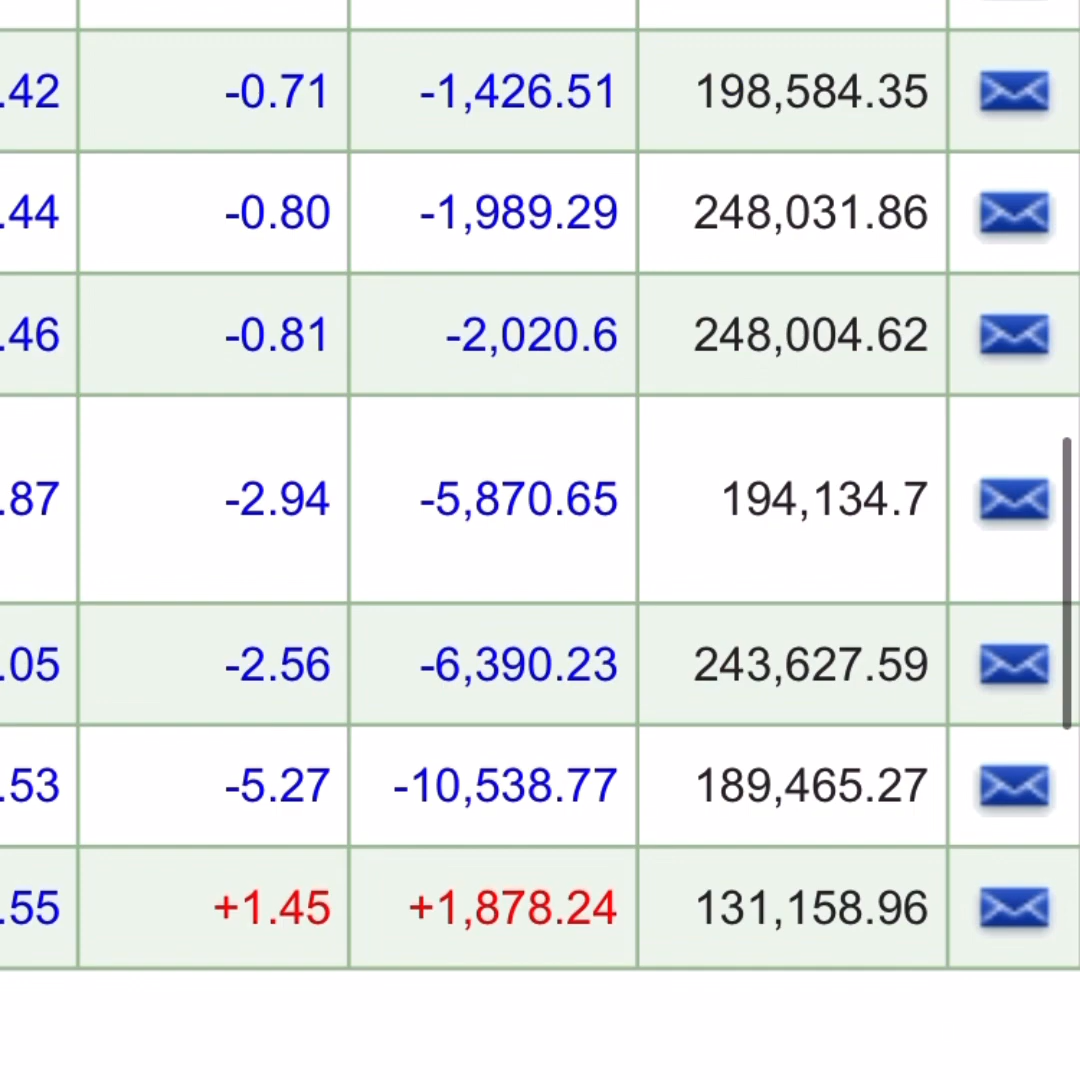 .42 -0.71 -1,426.51 198,584.35
.44 -0.80 -1,989.29 248,031.86
.46 -0.81 -2,020.6 248,004.62
.87 -2.94 -5,870.65 194,134.7
.05 -2.56 -6,390.23 243,627.59
.53 -5.27 -10,538.77 189,465.27
.55 +1.45 +1,878.24 131,158.96